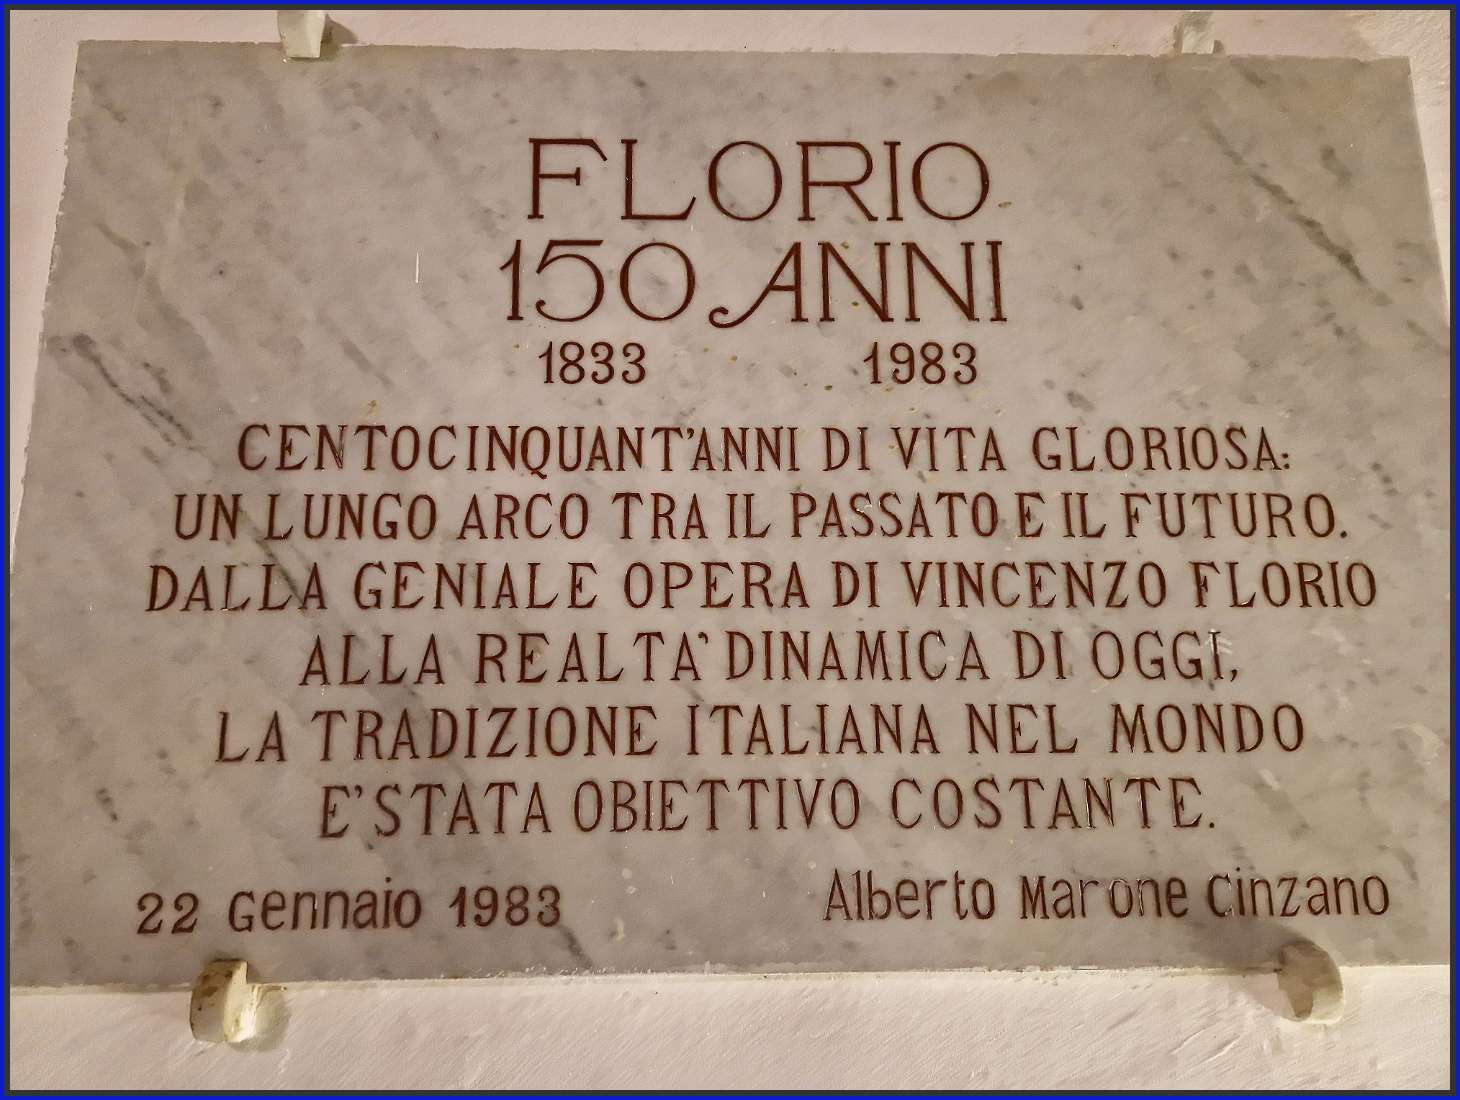 FLORIO
150 ANNI
1833 1983
CENTOCINQUANT'ANNI DI VITA GLORIOSA:
UN LUNGO ARCO TRA IL PASSATO E IL FUTURO.
DALLA GENIALE OPERA DI VINCENZO FLORIO
ALLA REALTA' DINAMICA DI OGGI,
LA TRADIZIONE ITALIANA NEL MONDO
E' STATA OBIETTIVO COSTANTE.
22 Gennaio 1983 Alberto Marone Cinzano